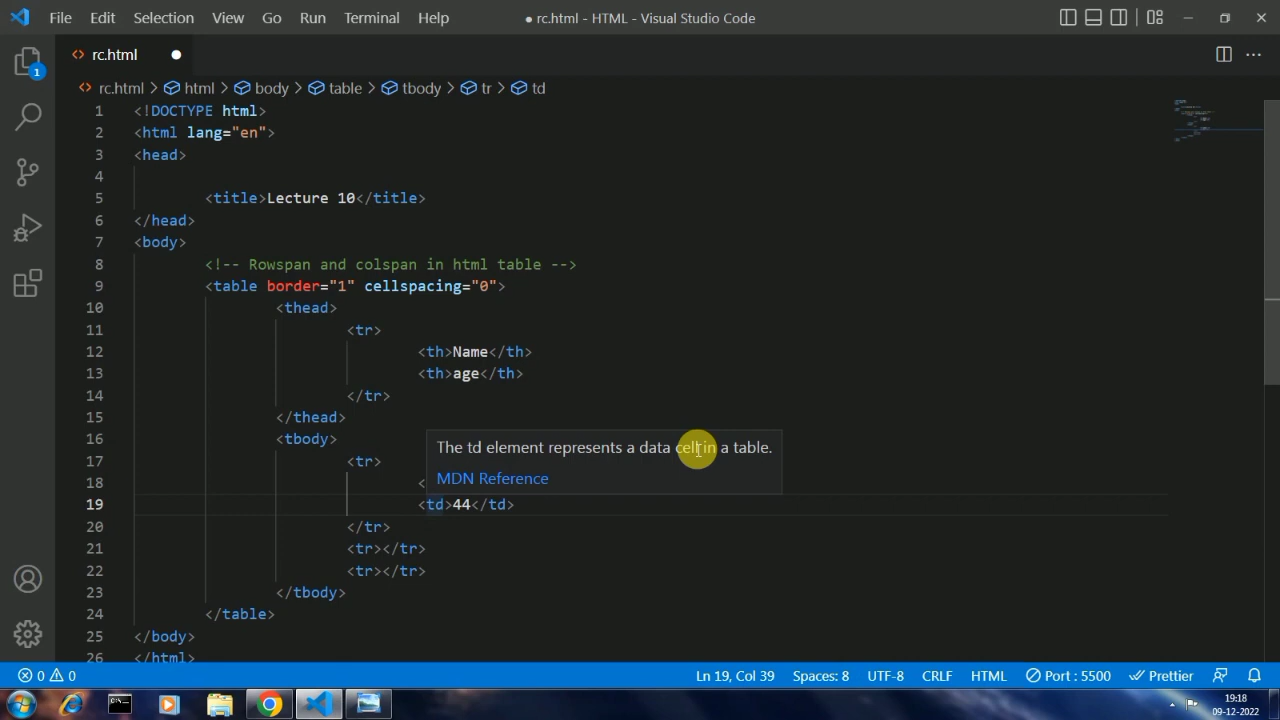 File Edit Selection View Go Run Terminal Help ● rc.html - HTML - Visual Studio Code
<> rc.html ●
1
<> rc.html > html > body > table > tbody > tr > td
1 <!DOCTYPE html>
2 <html lang="en">
3 <head>
4
5 <title>Lecture 10</title>
6 </head>
7 <body>
8 <!-- Rowspan and colspan in html table -->
9 <table border="1" cellspacing="0">
10 <thead>
11 <tr>
12 <th>Name</th>
13 <th>age</th>
14 </tr>
15 </thead>
16 <tbody>
The td element represents a data cell in a table.
17 <tr>
MDN Reference
18 <
19 <td>44</td>
20 </tr>
21 <tr></tr>
22 <tr></tr>
23 </tbody>
24 </table>
25 </body>
26 </html>
0 0 Ln 19, Col 39 Spaces: 8 UTF-8 CRLF HTML Port : 5500 Prettier
19:18
09-12-2022